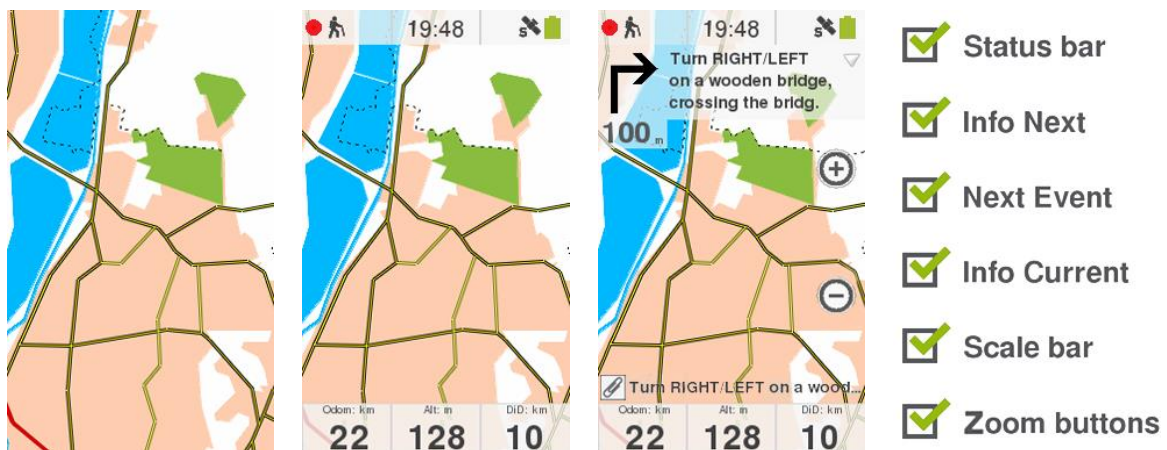 19:48
S
Odom: km
Alt: m
DiD: km
22
128
10
19:48
S
Turn RIGHT/LEFT
on a wooden bridge,
crossing the bridg.
100 m
Turn RIGHT/LEFT on a wood...
Odom: km
Alt: m
DiD: km
22
128
10
Status bar
Info Next
Next Event
Info Current
Scale bar
Zoom buttons